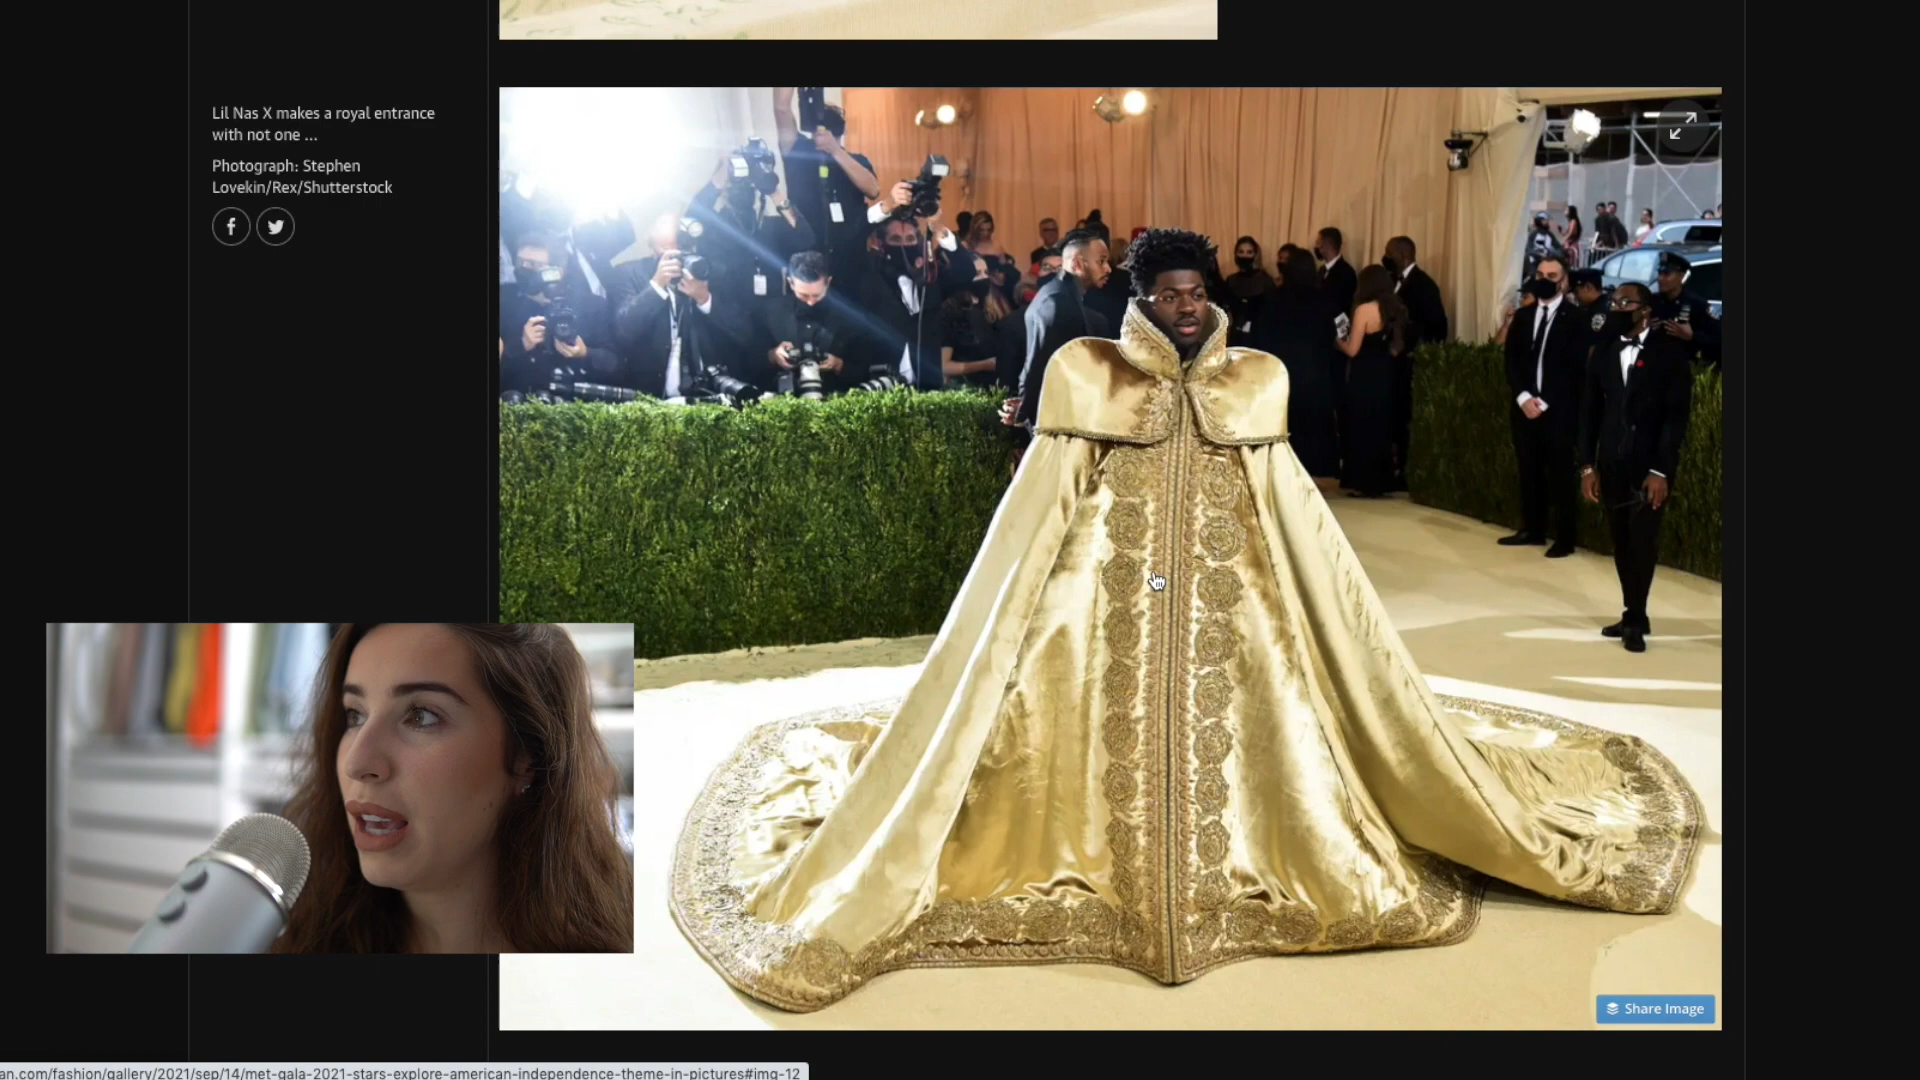 Lil Nas X makes a royal entrance
with not one ...
Photograph: Stephen
Lovekin/Rex/Shutterstock
Share Image
an.com/fashion/gallery/2021/sep/14/met-gala-2021-stars-explore-american-independence-theme-in-pictures#img-12